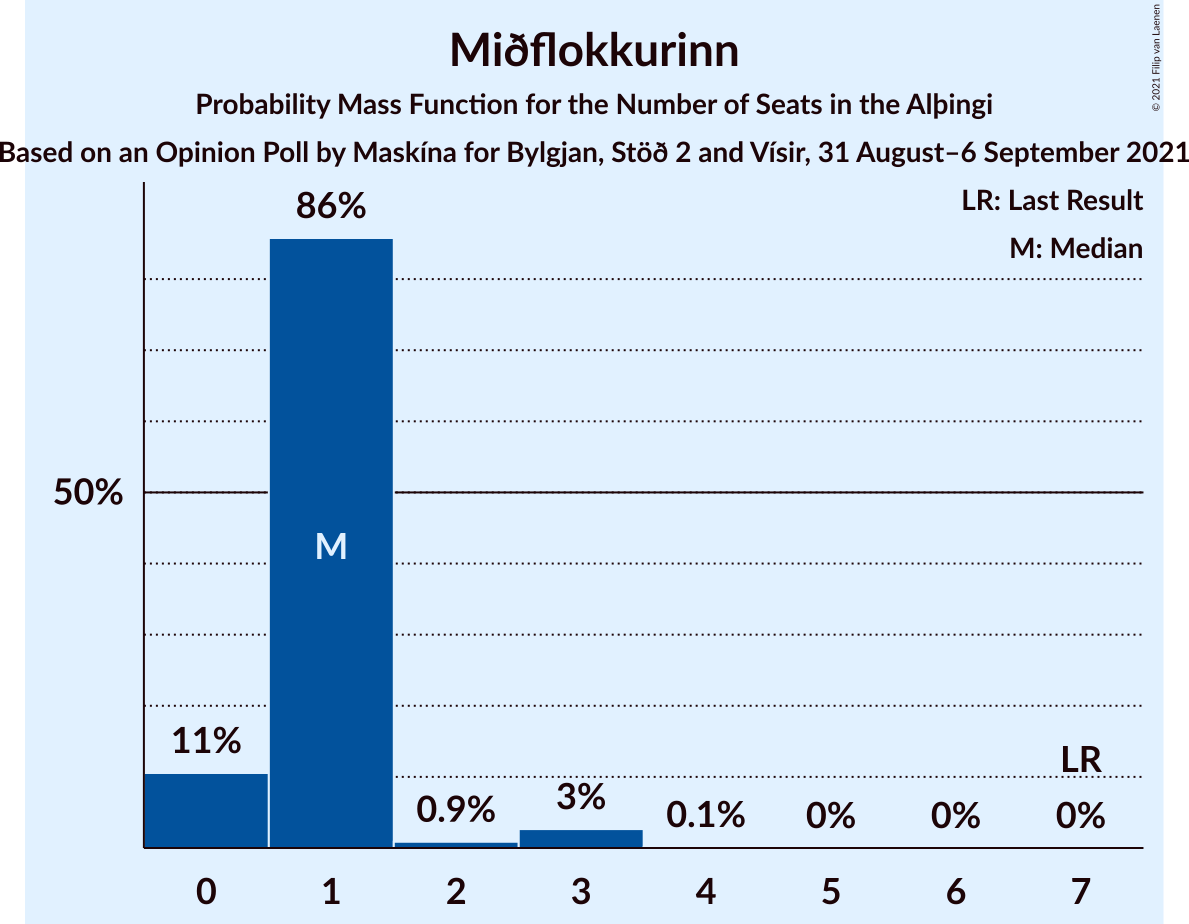 Miðflokkurinn
Probability Mass Function for the Number of Seats in the Alþingi
Based on an Opinion Poll by Maskína for Bylgjan, Stöð 2 and Vísir, 31 August–6 September 2021
© 2021 Filip van Laenen
LR: Last Result
M: Median
86%
50%
M
11%
0.9%
3%
0.1%
0%
0%
LR
0%
0 1 2 3 4 5 6 7